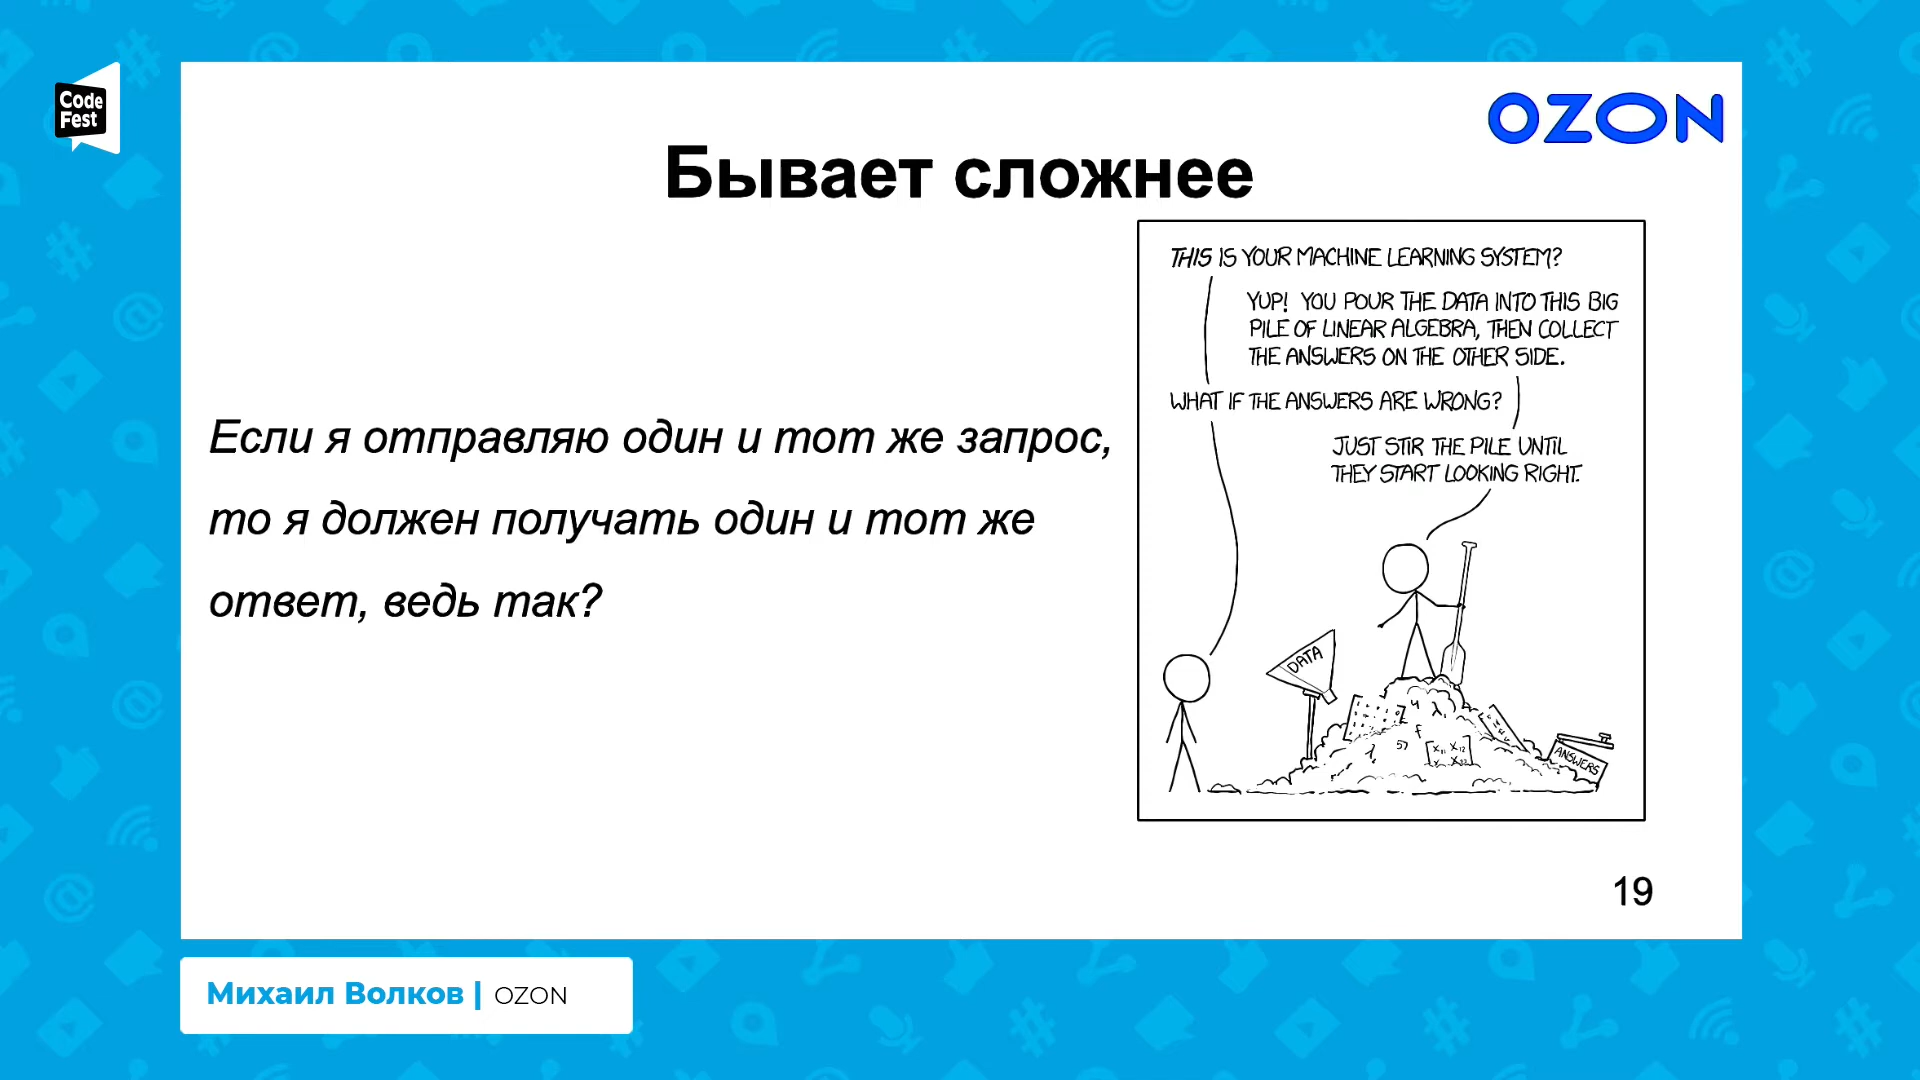 Code
Fest
OZON
Бывает сложнее
Если я отправляю один и тот же запрос,
то я должен получать один и тот же
ответ, ведь так?
THIS IS YOUR MACHINE LEARNING SYSTEM?
YUP! YOU POUR THE DATA INTO THIS BIG
PILE OF LINEAR ALGEBRA, THEN COLLECT
THE ANSWERS ON THE OTHER SIDE.
WHAT IF THE ANSWERS ARE WRONG?
JUST STIR THE PILE UNTIL
THEY START LOOKING RIGHT.
DATA
ANSWERS
19
Михаил Волков | OZON